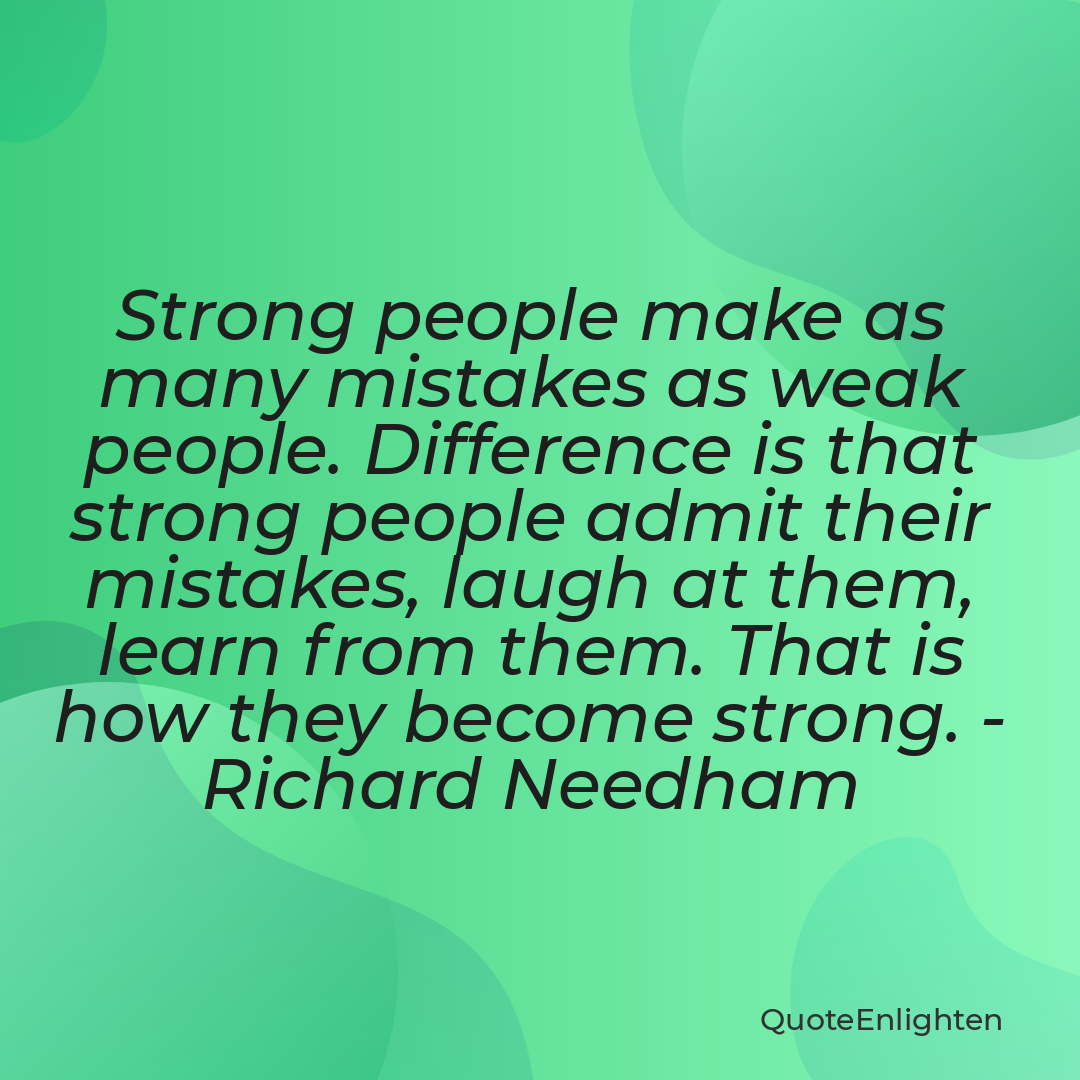 Strong people make as
many mistakes as weak
people. Difference is that
strong people admit their
mistakes, laugh at them,
learn from them. That is
how they become strong. -
Richard Needham
QuoteEnlighten